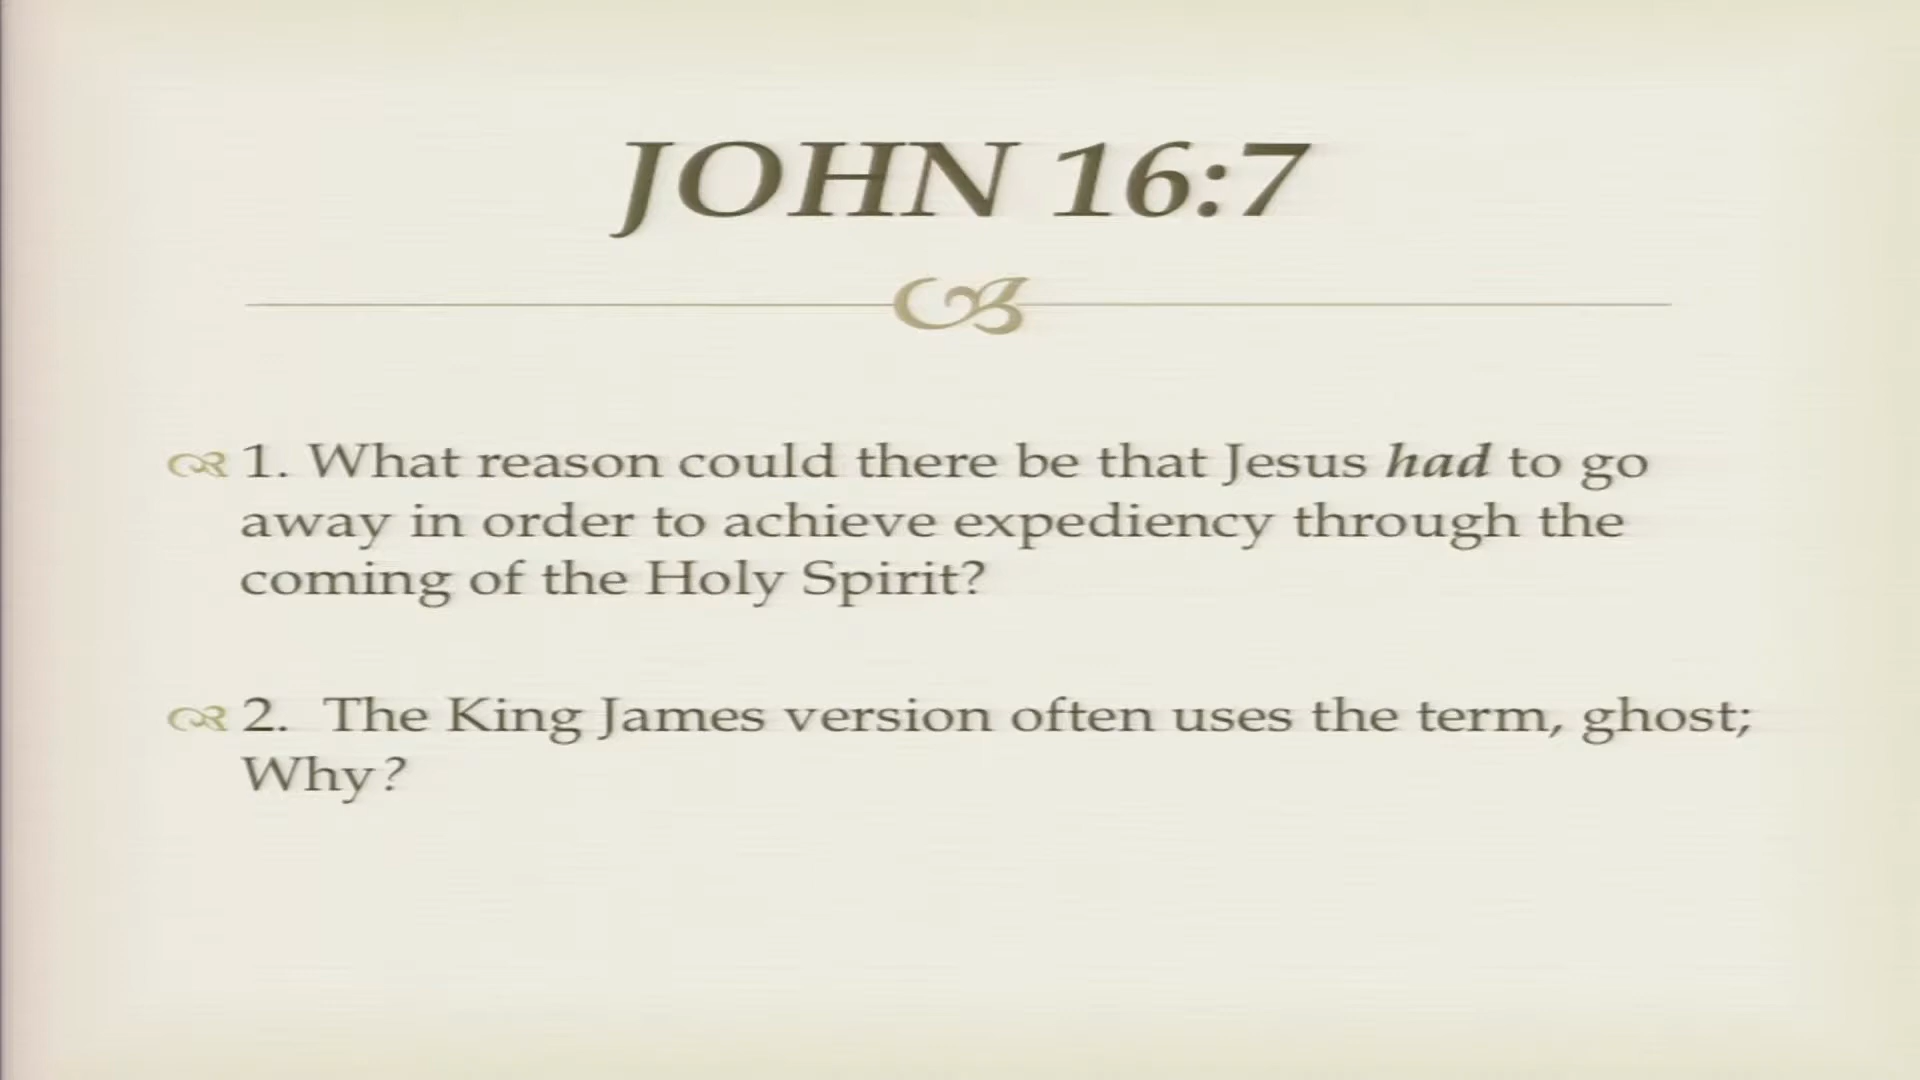 JOHN 16:7
1. What reason could there be that Jesus had to go
away in order to achieve expediency through the
coming of the Holy Spirit?
2. The King James version often uses the term, ghost;
Why?